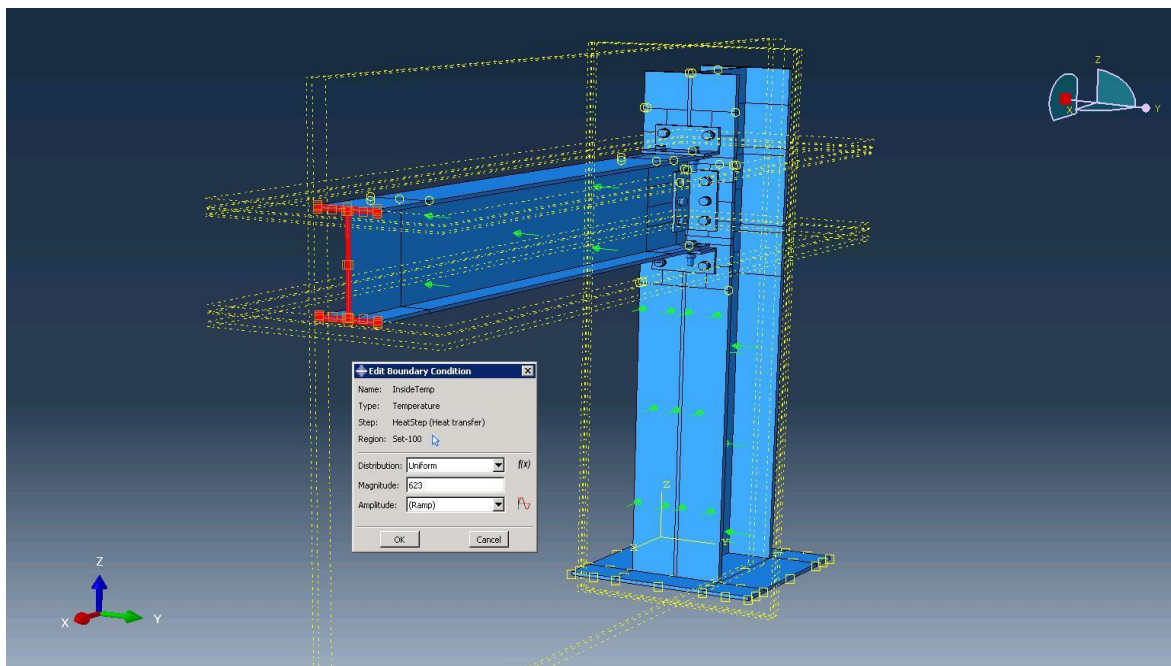 Z
X
Y
Edit Boundary Condition
Name: InsideTemp
Type: Temperature
Step: HeatStep (Heat transfer)
Region: Set-100
Distribution: Uniform f(x)
Magnitude: 623
Amplitude: (Ramp)
OK Cancel
Z
X
Y
Z
X
Y